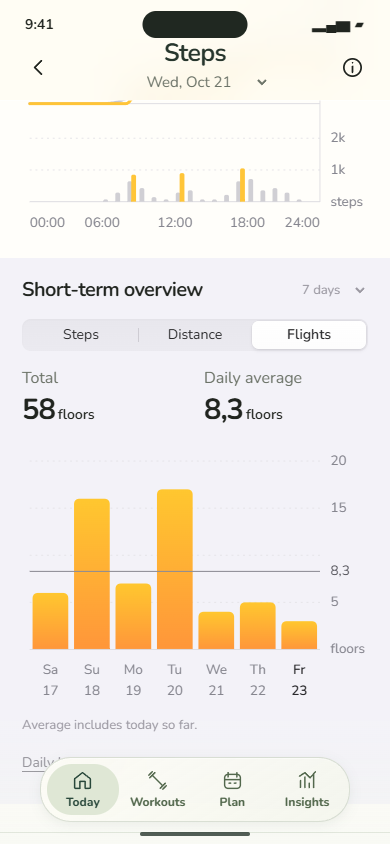 9:41
Steps
Wed, Oct 21
2k
1k
steps
00:00 06:00 12:00 18:00 24:00
Short-term overview 7 days
Steps Distance Flights
Total Daily average
58 floors 8,3 floors
20
15
8,3
5
floors
Sa Su Mo Tu We Th Fr
17 18 19 20 21 22 23
Average includes today so far.
Daily
Today Workouts Plan Insights